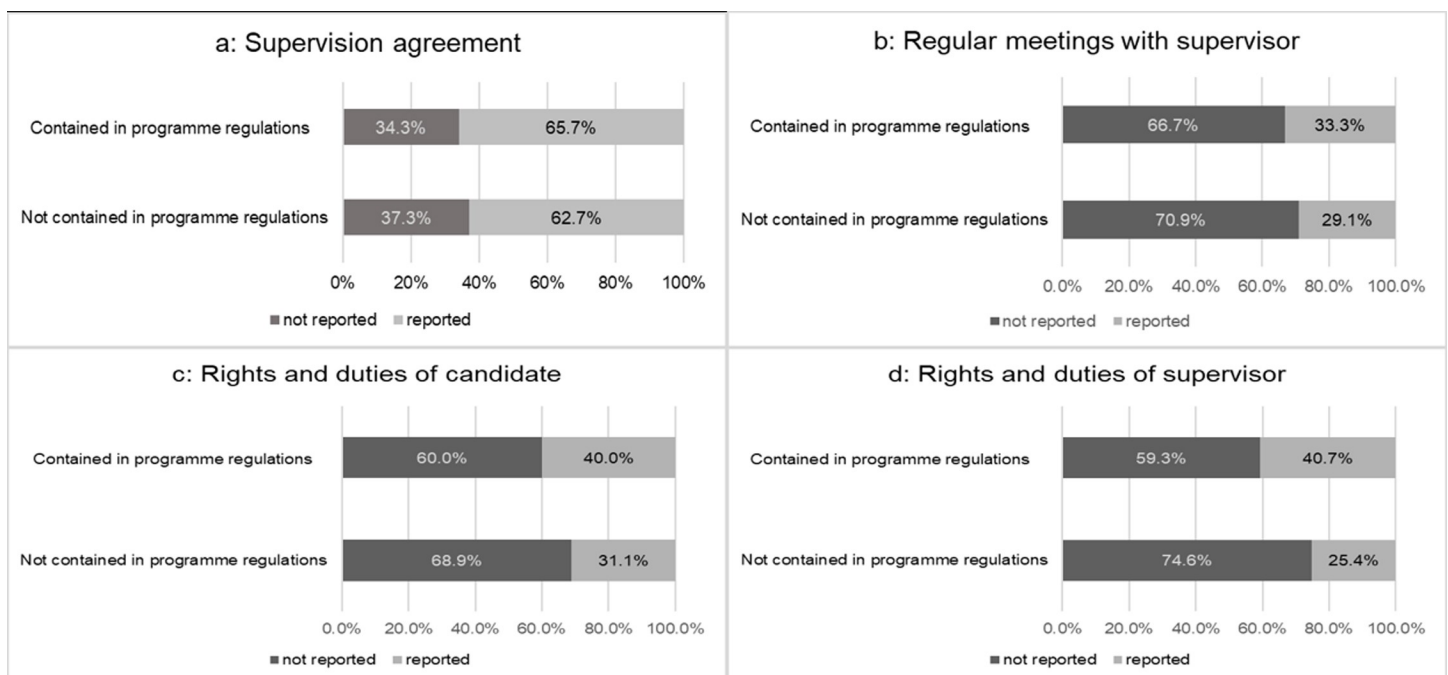 a: Supervision agreement
Contained in programme regulations
34.3% 65.7%
Not contained in programme regulations
37.3% 62.7%
0% 20% 40% 60% 80% 100%
not reported reported
b: Regular meetings with supervisor
Contained in programme regulations
66.7% 33.3%
Not contained in programme regulations
70.9% 29.1%
0.0% 20.0% 40.0% 60.0% 80.0% 100.0%
not reported reported
c: Rights and duties of candidate
Contained in programme regulations
60.0% 40.0%
Not contained in programme regulations
68.9% 31.1%
0.0% 20.0% 40.0% 60.0% 80.0% 100.0%
not reported reported
d: Rights and duties of supervisor
Contained in programme regulations
59.3% 40.7%
Not contained in programme regulations
74.6% 25.4%
0.0% 20.0% 40.0% 60.0% 80.0% 100.0%
not reported reported